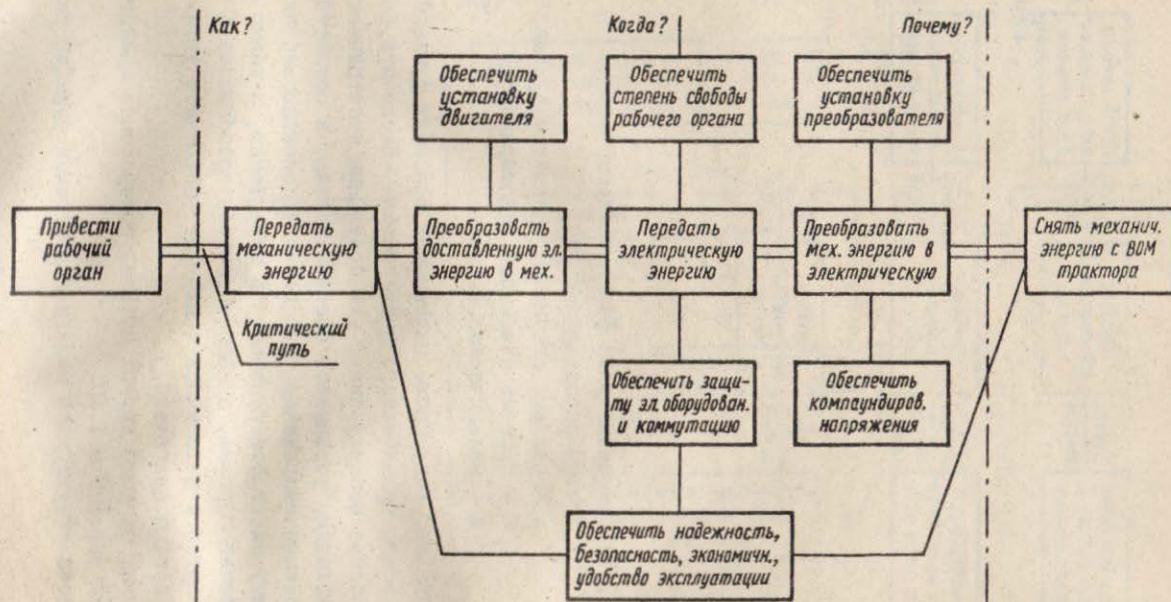 Как?
Когда?
Почему?
Обеспечить
установку
двигателя
Обеспечить
степень свободы
рабочего органа
Обеспечить
установку
преобразователя
Привести
рабочий
орган
Передать
механическую
энергию
Преобразовать
доставленную эл.
энергию в мех.
Передать
электрическую
энергию
Преобразовать
мех. энергию в
электрическую
Снять механич.
энергию с ВОМ
трактора
Критический
путь
Обеспечить защи-
ту эл. оборудован.
и коммутацию
Обеспечить
компаундиров.
напряжения
Обеспечить надежность,
безопасность, экономичн.,
удобство эксплуатации